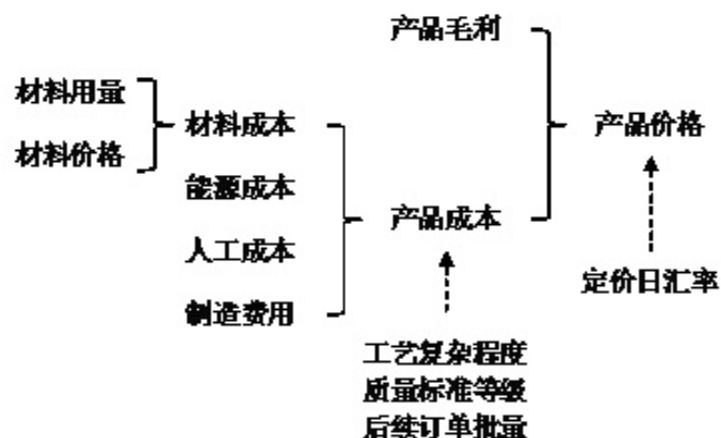 产品毛利
材料用量
材料价格
材料成本
能源成本
人工成本
制造费用
产品成本
产品价格
定价日汇率
工艺复杂程度
质量标准等级
后续订单批量